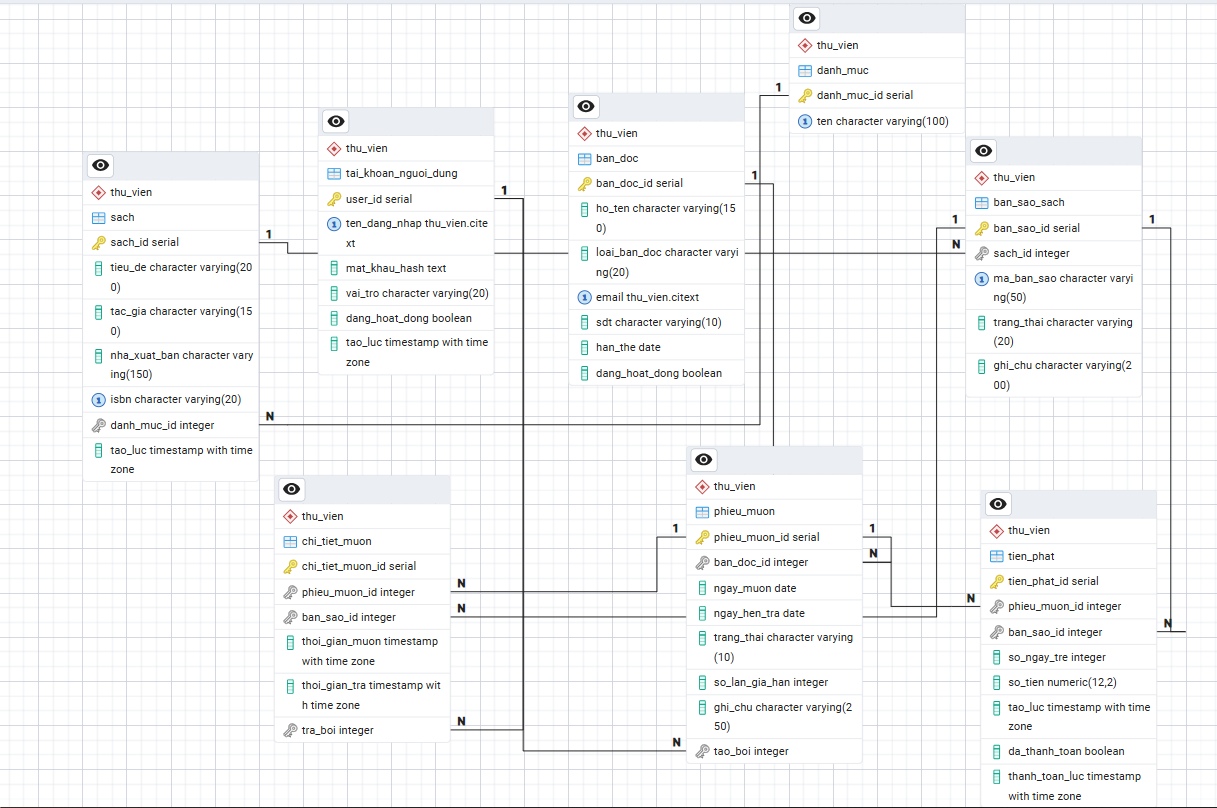 thu_vien
danh_muc
danh_muc_id serial
ten character varying(100)
thu_vien
ban_doc
ban_doc_id serial
ho_ten character varying(15
0)
loai_ban_doc character varyi
ng(20)
email thu_vien.citext
sdt character varying(10)
han_the date
dang_hoat_dong boolean
thu_vien
tai_khoan_nguoi_dung
user_id serial
ten_dang_nhap thu_vien.cite
xt
mat_khau_hash text
vai_tro character varying(20)
dang_hoat_dong boolean
tao_luc timestamp with time
zone
thu_vien
ban_sao_sach
ban_sao_id serial
sach_id integer
ma_ban_sao character varyi
ng(50)
trang_thai character varying
(20)
ghi_chu character varying(2
00)
thu_vien
sach
sach_id serial
tieu_de character varying(20
0)
tac_gia character varying(15
0)
nha_xuat_ban character vary
ing(150)
isbn character varying(20)
danh_muc_id integer
tao_luc timestamp with time
zone
thu_vien
phieu_muon
phieu_muon_id serial
ban_doc_id integer
ngay_muon date
ngay_hen_tra date
trang_thai character varying
(10)
so_lan_gia_han integer
ghi_chu character varying(2
50)
tao_boi integer
thu_vien
chi_tiet_muon
chi_tiet_muon_id serial
phieu_muon_id integer
ban_sao_id integer
thoi_gian_muon timestamp
with time zone
thoi_gian_tra timestamp wit
h time zone
tra_boi integer
thu_vien
tien_phat
tien_phat_id serial
phieu_muon_id integer
ban_sao_id integer
so_ngay_tre integer
so_tien numeric(12,2)
tao_luc timestamp with time
zone
da_thanh_toan boolean
thanh_toan_luc timestamp
with time zone
1
1
1
1
N
1
N
1
N
1
1
N
N
N
N
N
N